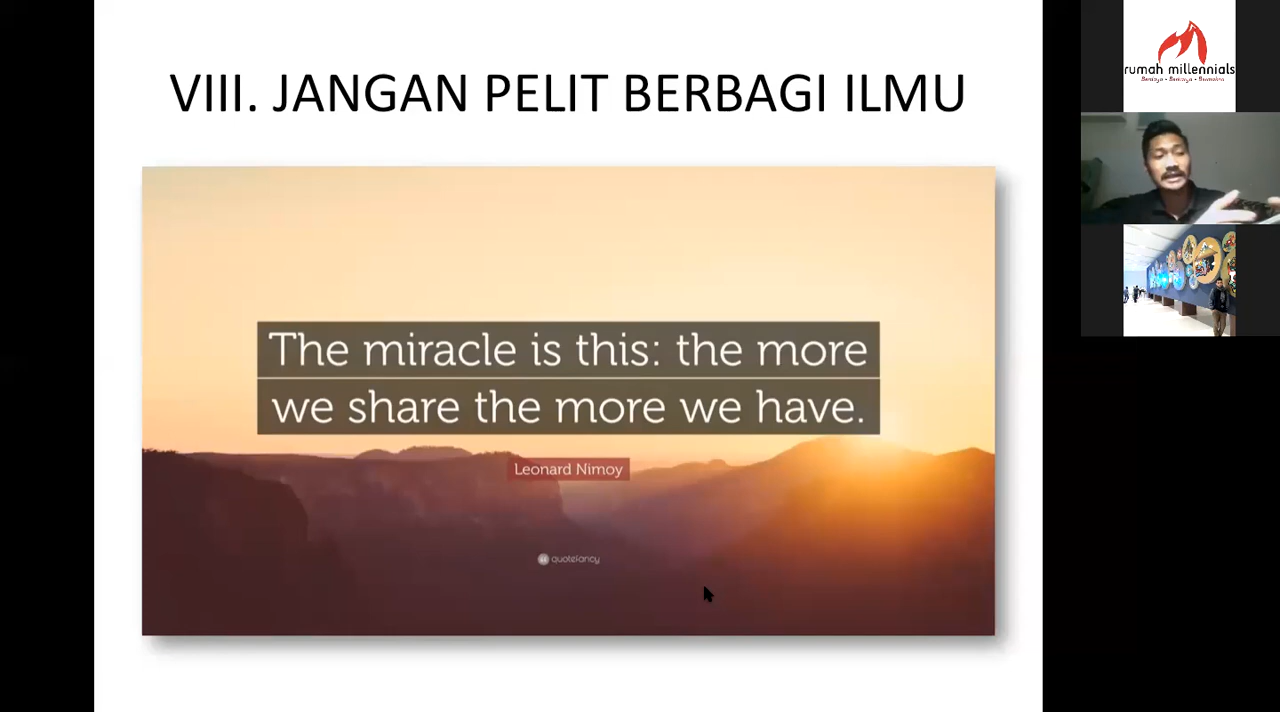 VIII. JANGAN PELIT BERBAGI ILMU
The miracle is this: the more
we share the more we have.
Leonard Nimoy
quotefancy
rumah millennials